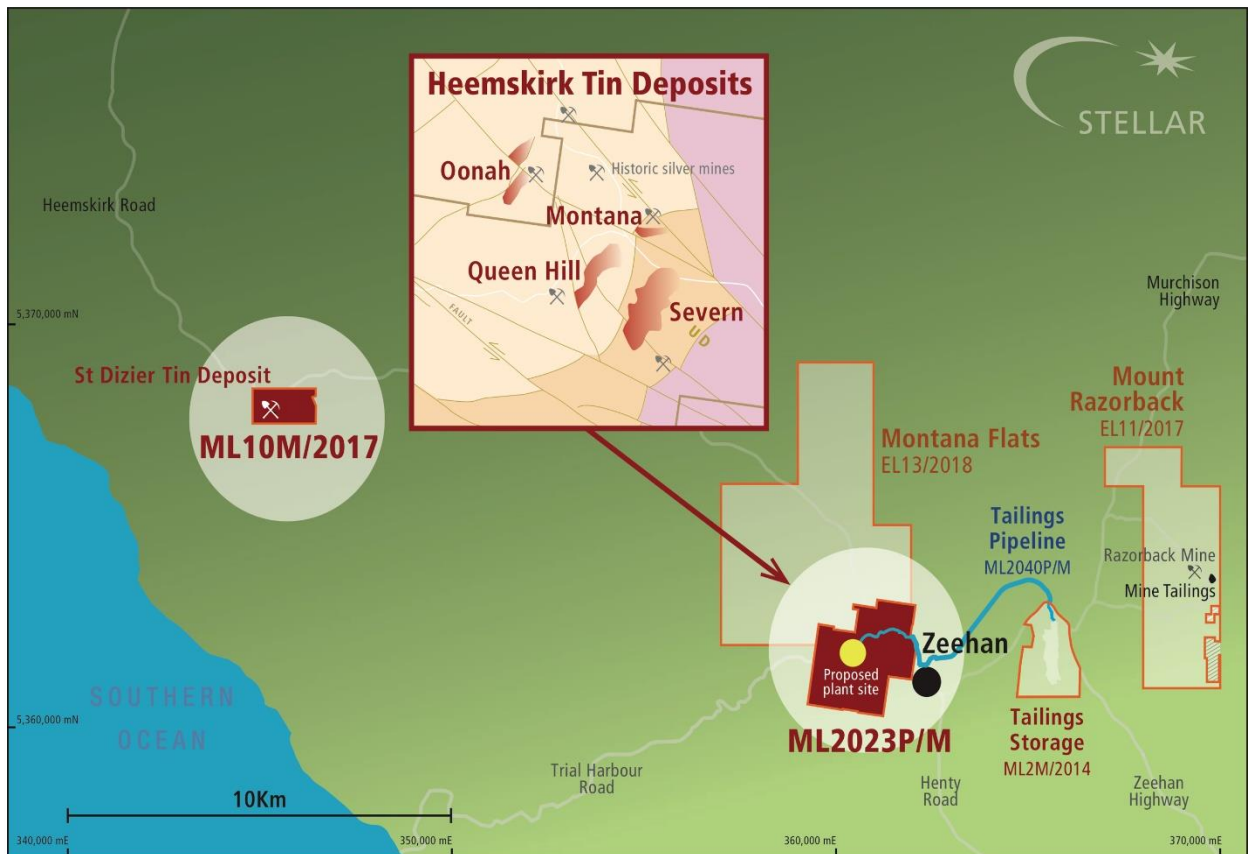 STELLAR
Heemskirk Tin Deposits
Oonah
Historic silver mines
Montana
Queen Hill
Severn
FAULT
U D
Heemskirk Road
Murchison
Highway
5,370,000 mN
St Dizier Tin Deposit
ML10M/2017
Mount
Razorback
EL11/2017
Montana Flats
EL13/2018
Tailings
Pipeline
ML2040P/M
Razorback Mine
Mine Tailings
Zeehan
Proposed
plant site
ML2023P/M
Tailings
Storage
ML2M/2014
SOUTHERN
OCEAN
5,360,000 mN
Trial Harbour
Road
Henty
Road
Zeehan
Highway
10Km
340,000 mE
350,000 mE
360,000 mE
370,000 mE